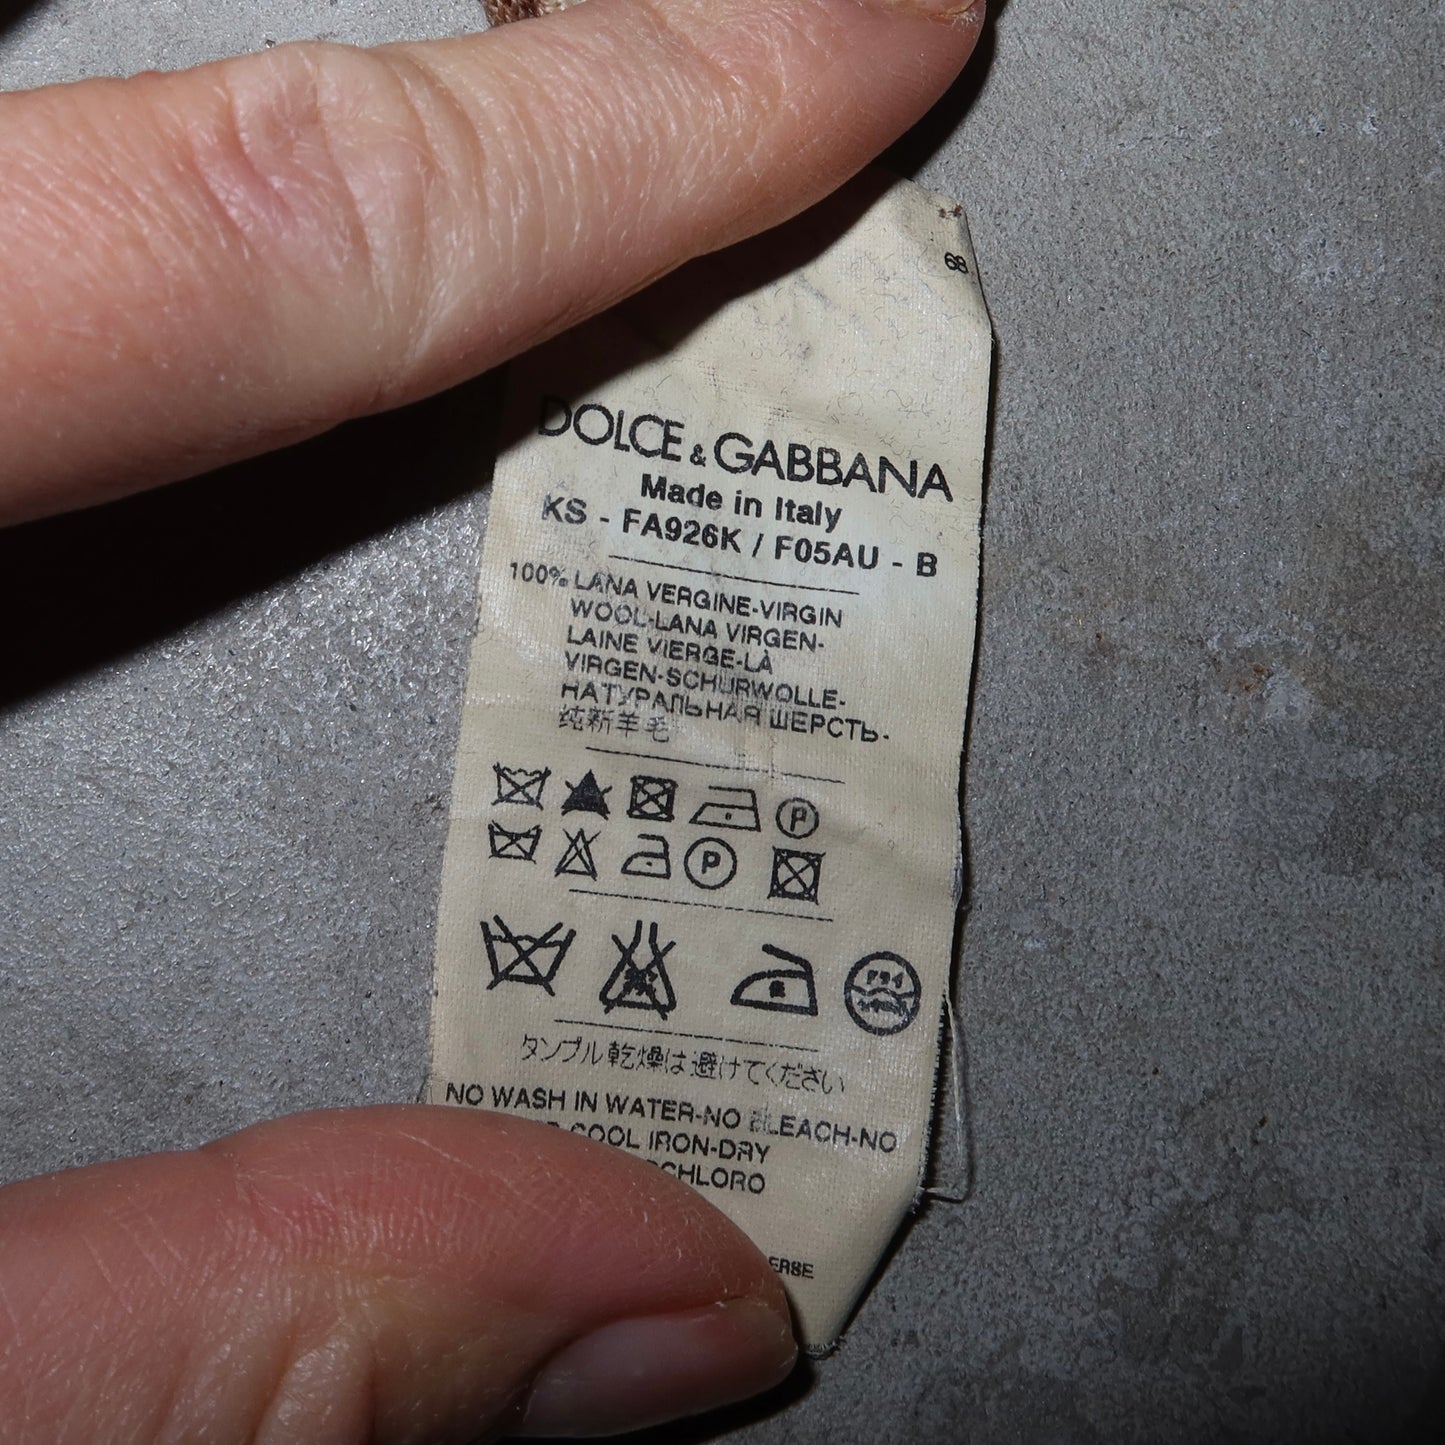 68
DOLCE & GABBANA
Made in Italy
KS - FA926K / F05AU - B
100% LANA VERGINE-VIRGIN
WOOL-LANA VIRGEN-
LAINE VIERGE-LÀ
VIRGEN-SCHURWOLLE-
НАТУРАЛЬНАЯ ШЕРСТЬ-
纯新羊毛
P
P
タンブル乾燥は避けてください
NO WASH IN WATER-NO BLEACH-NO
COOL IRON-DRY